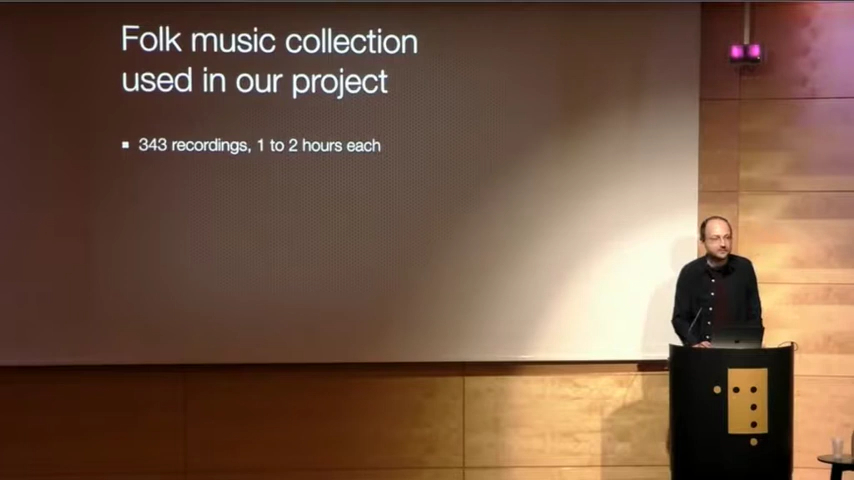 Folk music collection
used in our project
▪ 343 recordings, 1 to 2 hours each